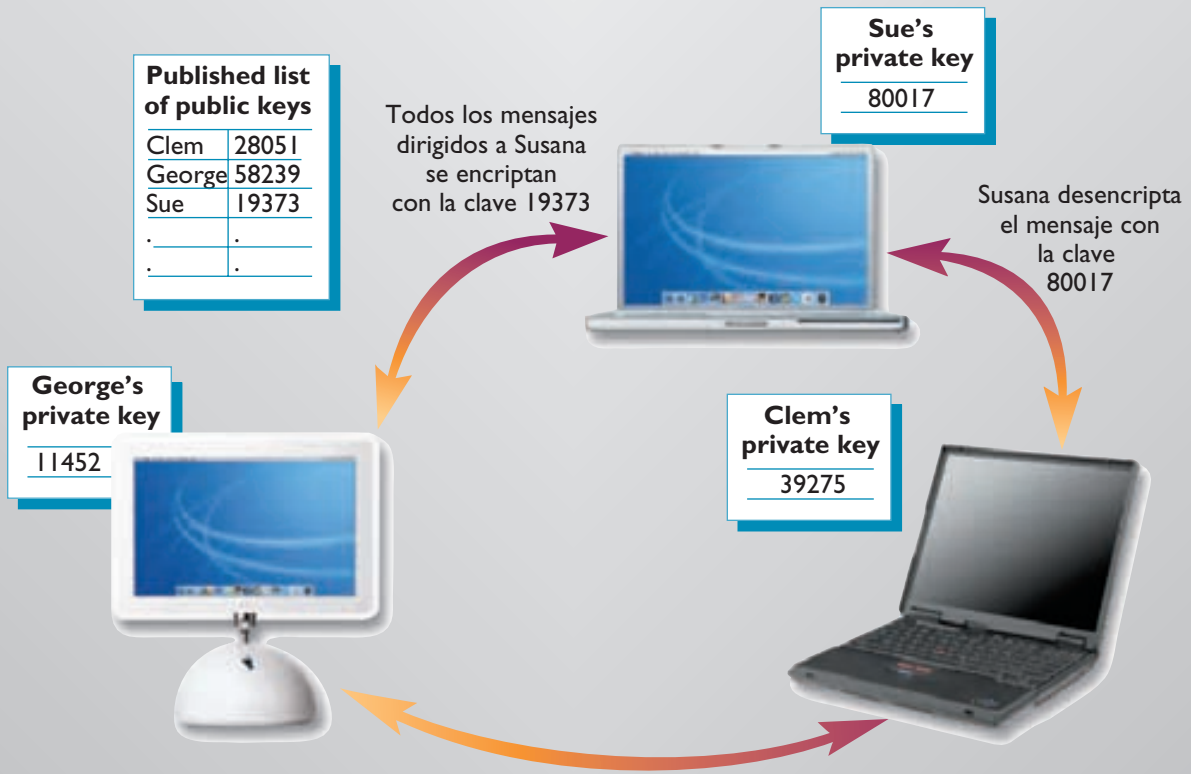 Published list
of public keys
Clem 28051
George 58239
Sue 19373
. .
. .
Todos los mensajes
dirigidos a Susana
se encriptan
con la clave 19373
Sue's
private key
80017
Susana desencripta
el mensaje con
la clave
80017
George's
private key
11452
Clem's
private key
39275